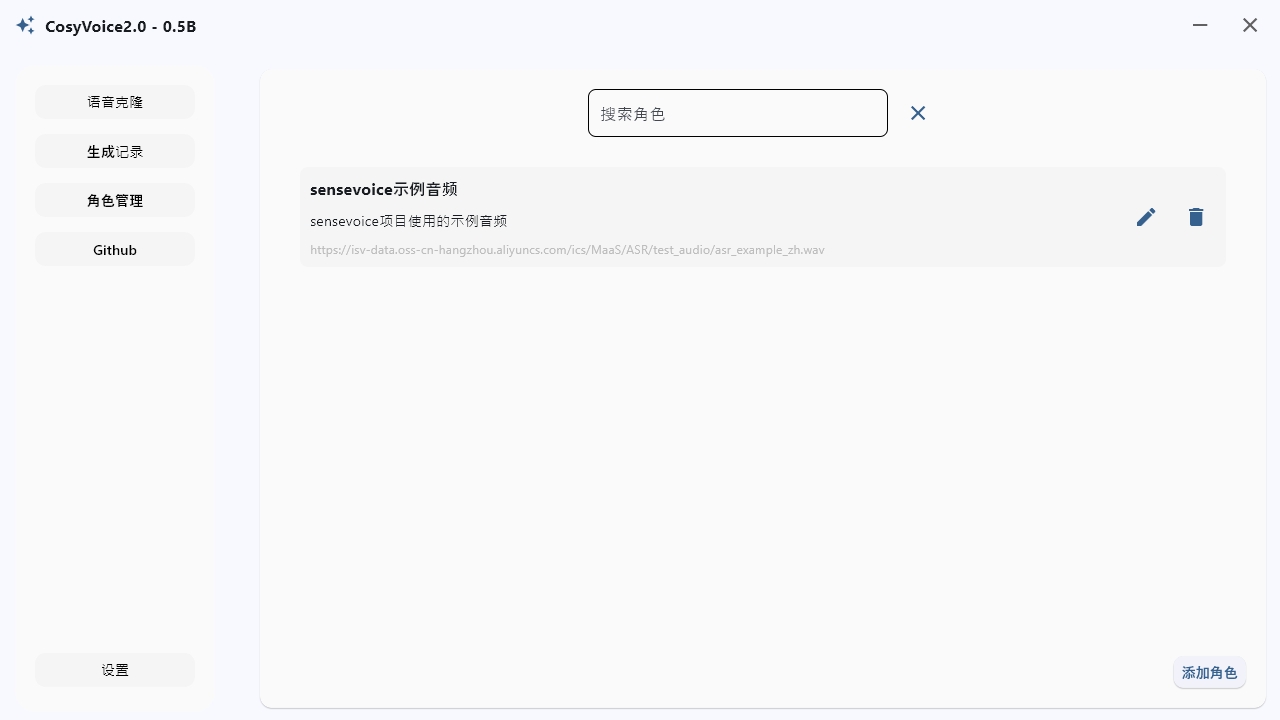 CosyVoice2.0 - 0.5B
语音克隆
生成记录
角色管理
Github
设置
搜索角色
sensevoice示例音频
sensevoice项目使用的示例音频
https://isv-data.oss-cn-hangzhou.aliyuncs.com/ics/MaaS/ASR/test_audio/asr_example_zh.wav
添加角色